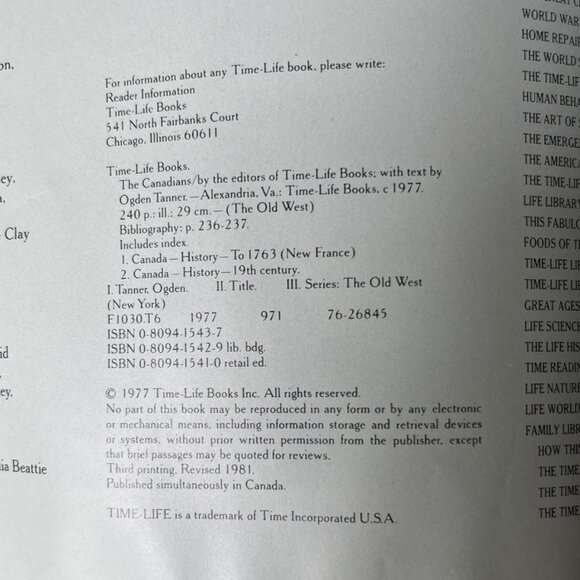 on,
ey,
Clay
id
ey,
ia Beattie
For information about any Time-Life book, please write:
Reader Information
Time-Life Books
541 North Fairbanks Court
Chicago, Illinois 60611
Time-Life Books.
The Canadians/by the editors of Time-Life Books; with text by
Ogden Tanner.—Alexandria, Va.: Time-Life Books, c 1977.
240 p.: ill.; 29 cm.—(The Old West)
Bibliography: p. 236-237.
Includes index.
1. Canada—History—To 1763 (New France)
2. Canada—History—19th century.
I. Tanner, Ogden. II. Title. III. Series: The Old West
(New York)
F1030.T6 1977 971 76-26845
ISBN 0-8094-1543-7
ISBN 0-8094-1542-9 lib. bdg.
ISBN 0-8094-1541-0 retail ed.
© 1977 Time-Life Books Inc. All rights reserved.
No part of this book may be reproduced in any form or by any electronic
or mechanical means, including information storage and retrieval devices
or systems, without prior written permission from the publisher, except
that brief passages may be quoted for reviews.
Third printing. Revised 1981.
Published simultaneously in Canada.
TIME-LIFE is a trademark of Time Incorporated U.S.A.
WORLD WAR
HOME REPAIR
THE WORLD'S
THE TIME-LIF
HUMAN BEHA
THE ART OF S
THE EMERGE
THE AMERICA
THE TIME-LIF
LIFE LIBRARY
THIS FABULO
FOODS OF TH
TIME-LIFE LI
TIME-LIFE LI
GREAT AGES
LIFE SCIENC
THE LIFE HIS
TIME READIN
LIFE NATURE
LIFE WORLD
FAMILY LIBR
HOW THIN
THE TIME
THE TIME
THE TIME